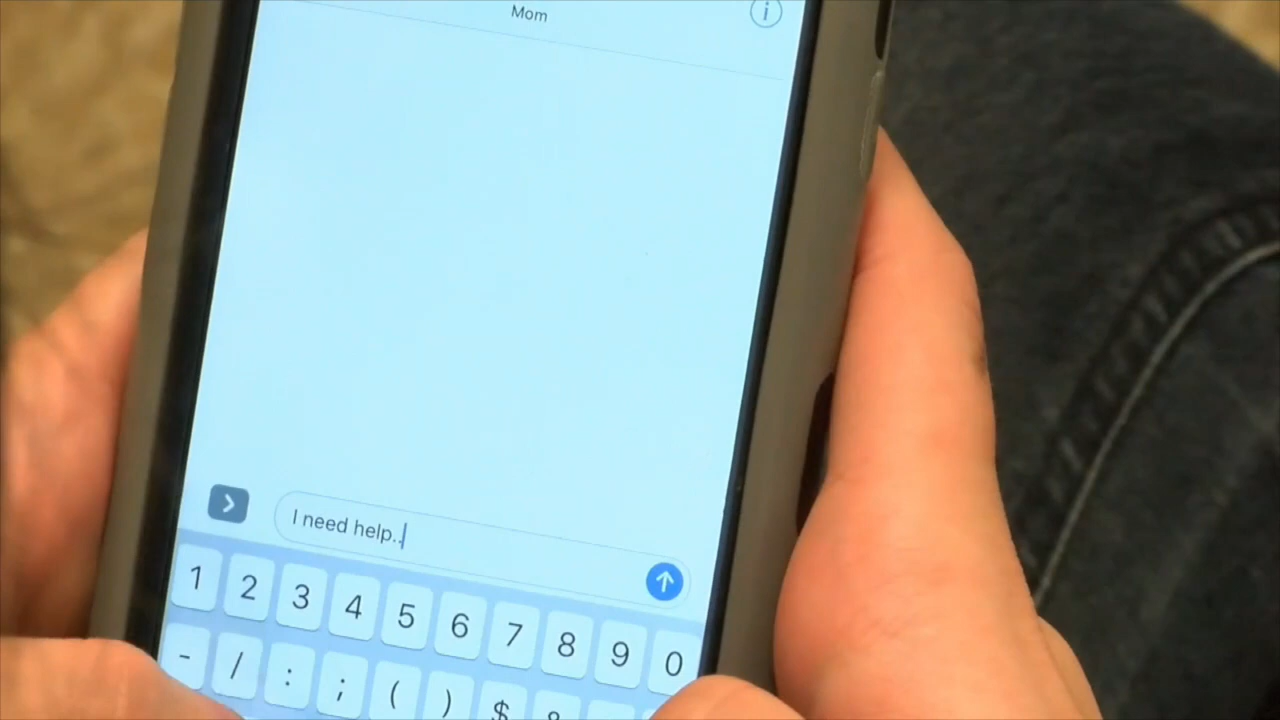 Mom
i
I need help..
1 2 3 4 5 6 7 8 9 0
- / : ; ( ) $